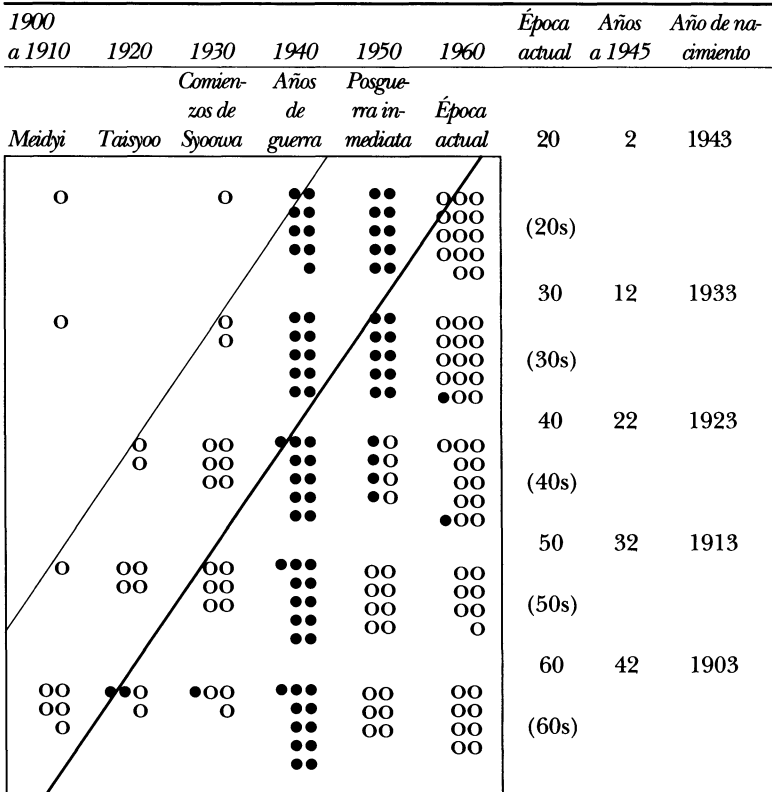 1900 Época Años Año de na-
a 1910 1920 1930 1940 1950 1960 actual a 1945 cimiento
Comien- Años Posgue-
zos de de rra in- Época
Meidyi Taisyoo Syoowa guerra mediata actual 20 2 1943
(20s)
30 12 1933
(30s)
40 22 1923
(40s)
50 32 1913
(50s)
60 42 1903
(60s)